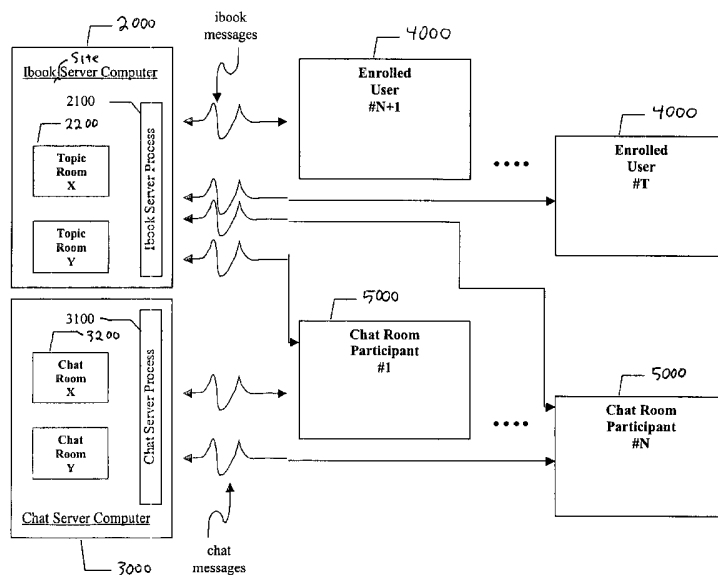 2000
Site
Ibook Server Computer
2100
2200
Topic
Room
X
Topic
Room
Y
Ibook Server Process
ibook
messages
4000
Enrolled
User
#N+1
4000
Enrolled
User
#T
3100
3200
Chat
Room
X
Chat
Room
Y
Chat Server Process
Chat Server Computer
3000
5000
Chat Room
Participant
#1
5000
Chat Room
Participant
#N
chat
messages